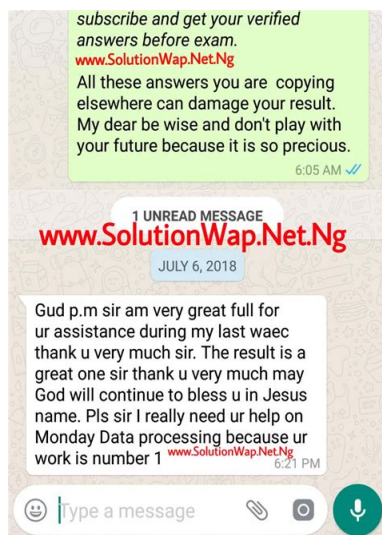 subscribe and get your verified
answers before exam.
www.SolutionWap.Net.Ng
All these answers you are copying
elsewhere can damage your result.
My dear be wise and don't play with
your future because it is so precious.
6:05 AM
1 UNREAD MESSAGE
www.SolutionWap.Net.Ng
JULY 6, 2018
Gud p.m sir am very great full for
ur assistance during my last waec
thank u very much sir. The result is a
great one sir thank u very much may
God will continue to bless u in Jesus
name. Pls sir I really need ur help on
Monday Data processing because ur
work is number 1 www.SolutionWap.Net.Ng
6:21 PM
Type a message